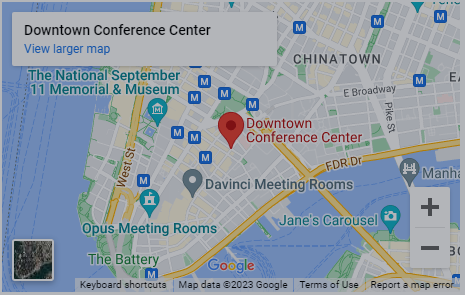 Downtown Conference Center
View larger map
CHINATOWN
The National September
11 Memorial & Museum
E Broadway
Pike St
Downtown
Conference Center
West St
FDR Dr
Manha
Davinci Meeting Rooms
Opus Meeting Rooms
Jane's Carousel
The Battery
Google
Keyboard shortcuts
Map data ©2023 Google
Terms of Use
Report a map error
M
M
M
M
M
M
M
M
M
M
M